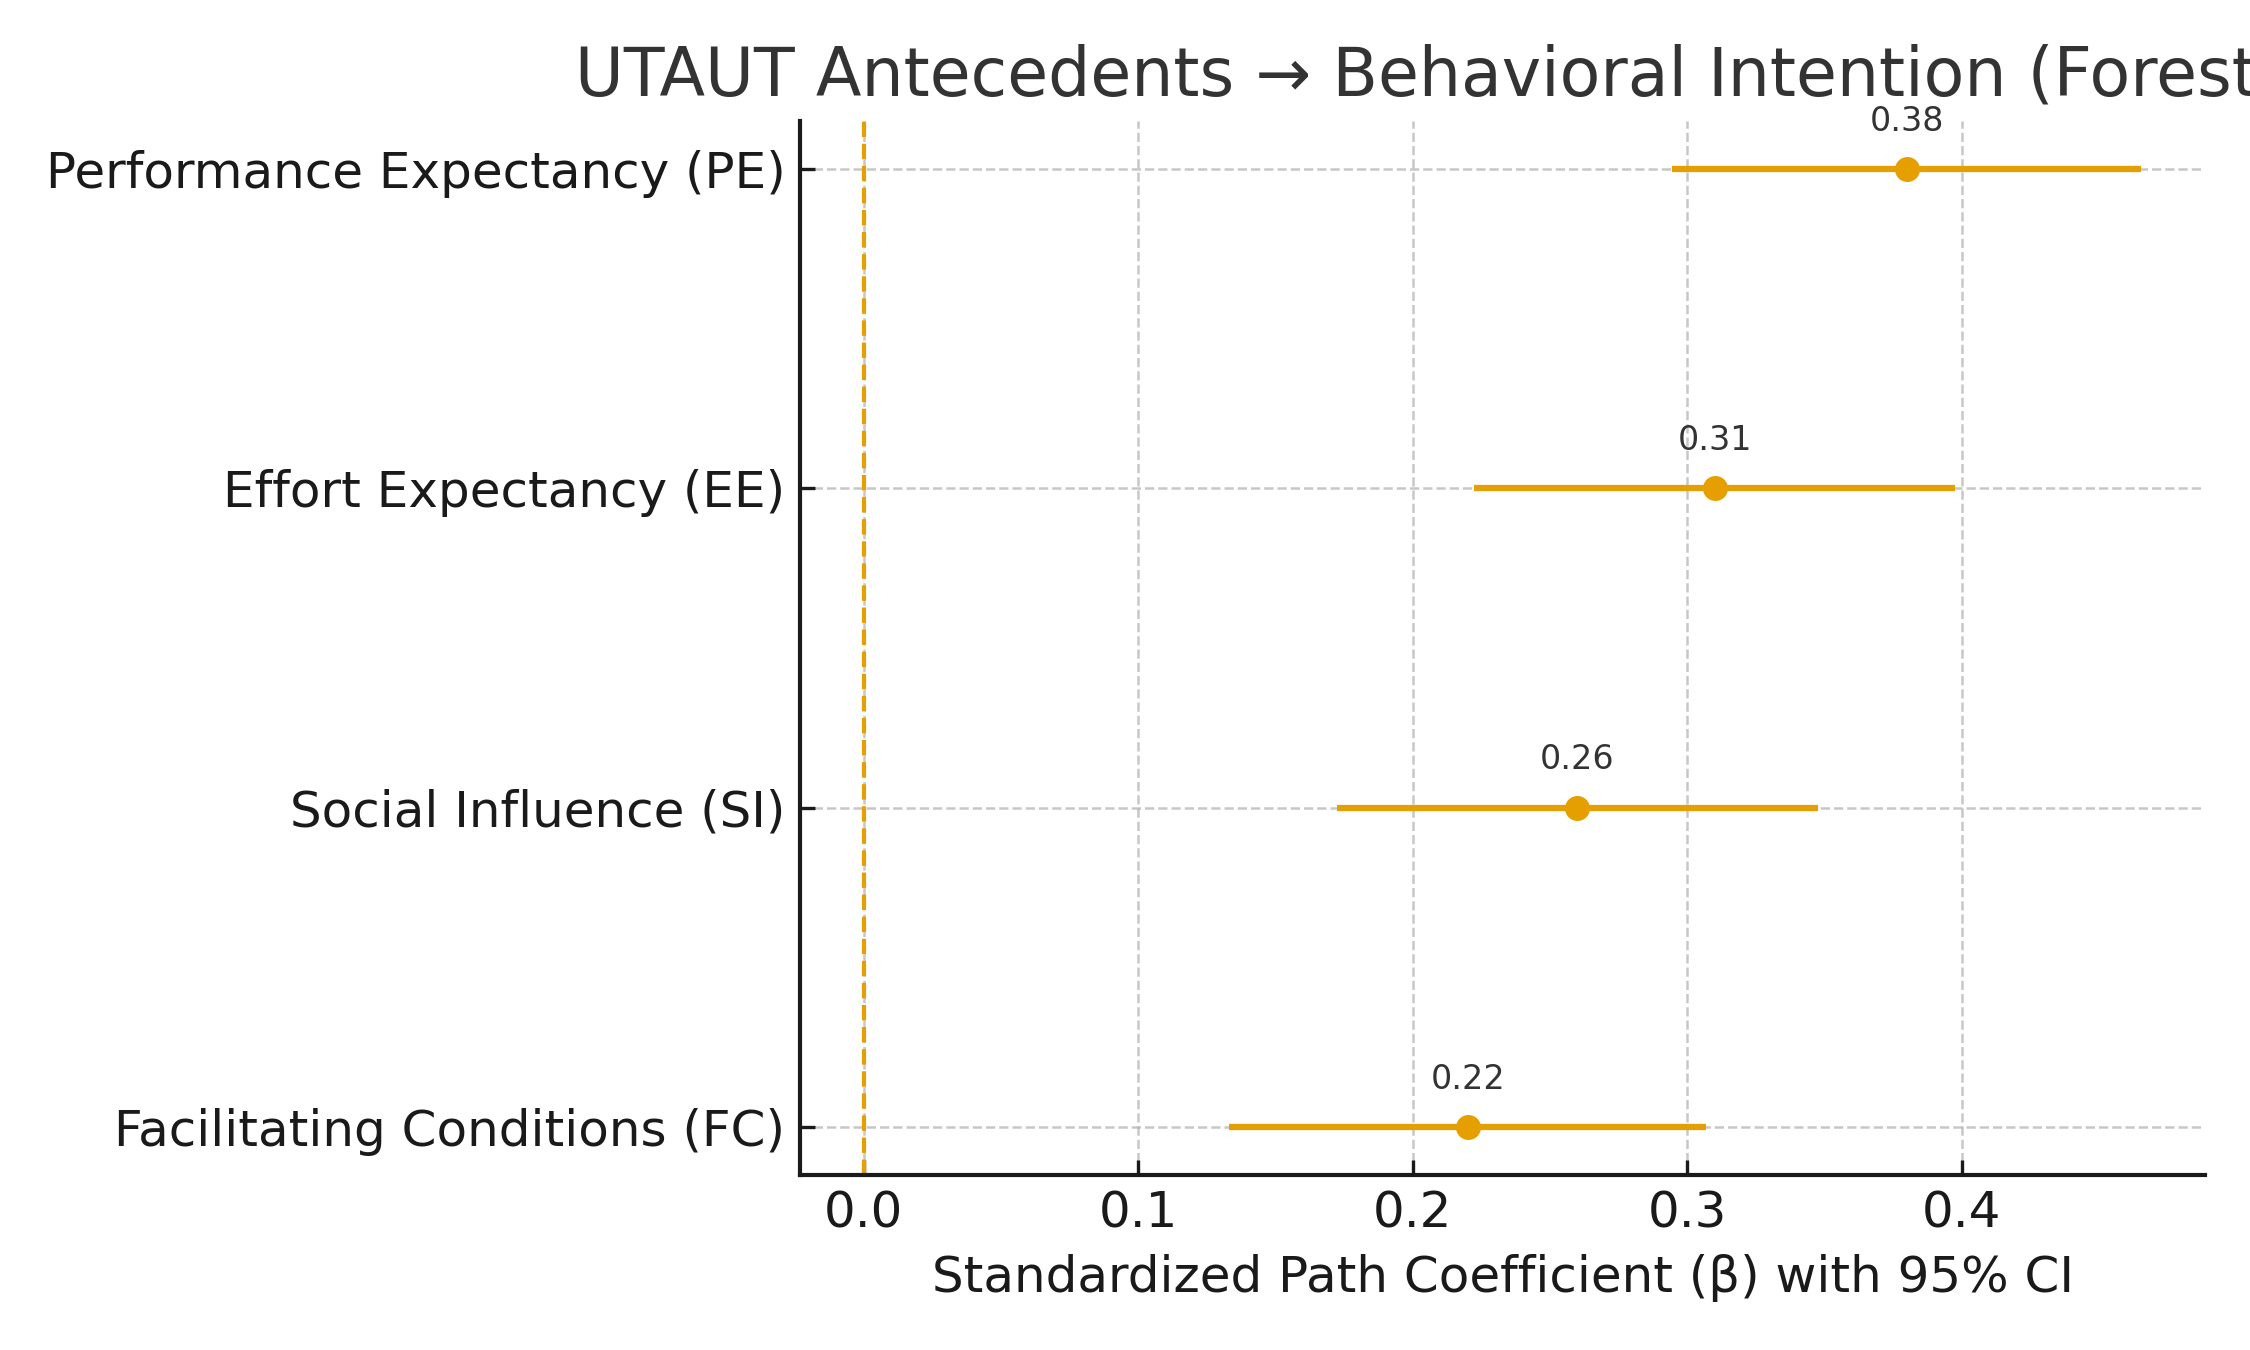 UTAUT Antecedents → Behavioral Intention (Forest
0.38
Performance Expectancy (PE)
0.31
Effort Expectancy (EE)
0.26
Social Influence (SI)
0.22
Facilitating Conditions (FC)
0.0 0.1 0.2 0.3 0.4
Standardized Path Coefficient (β) with 95% CI